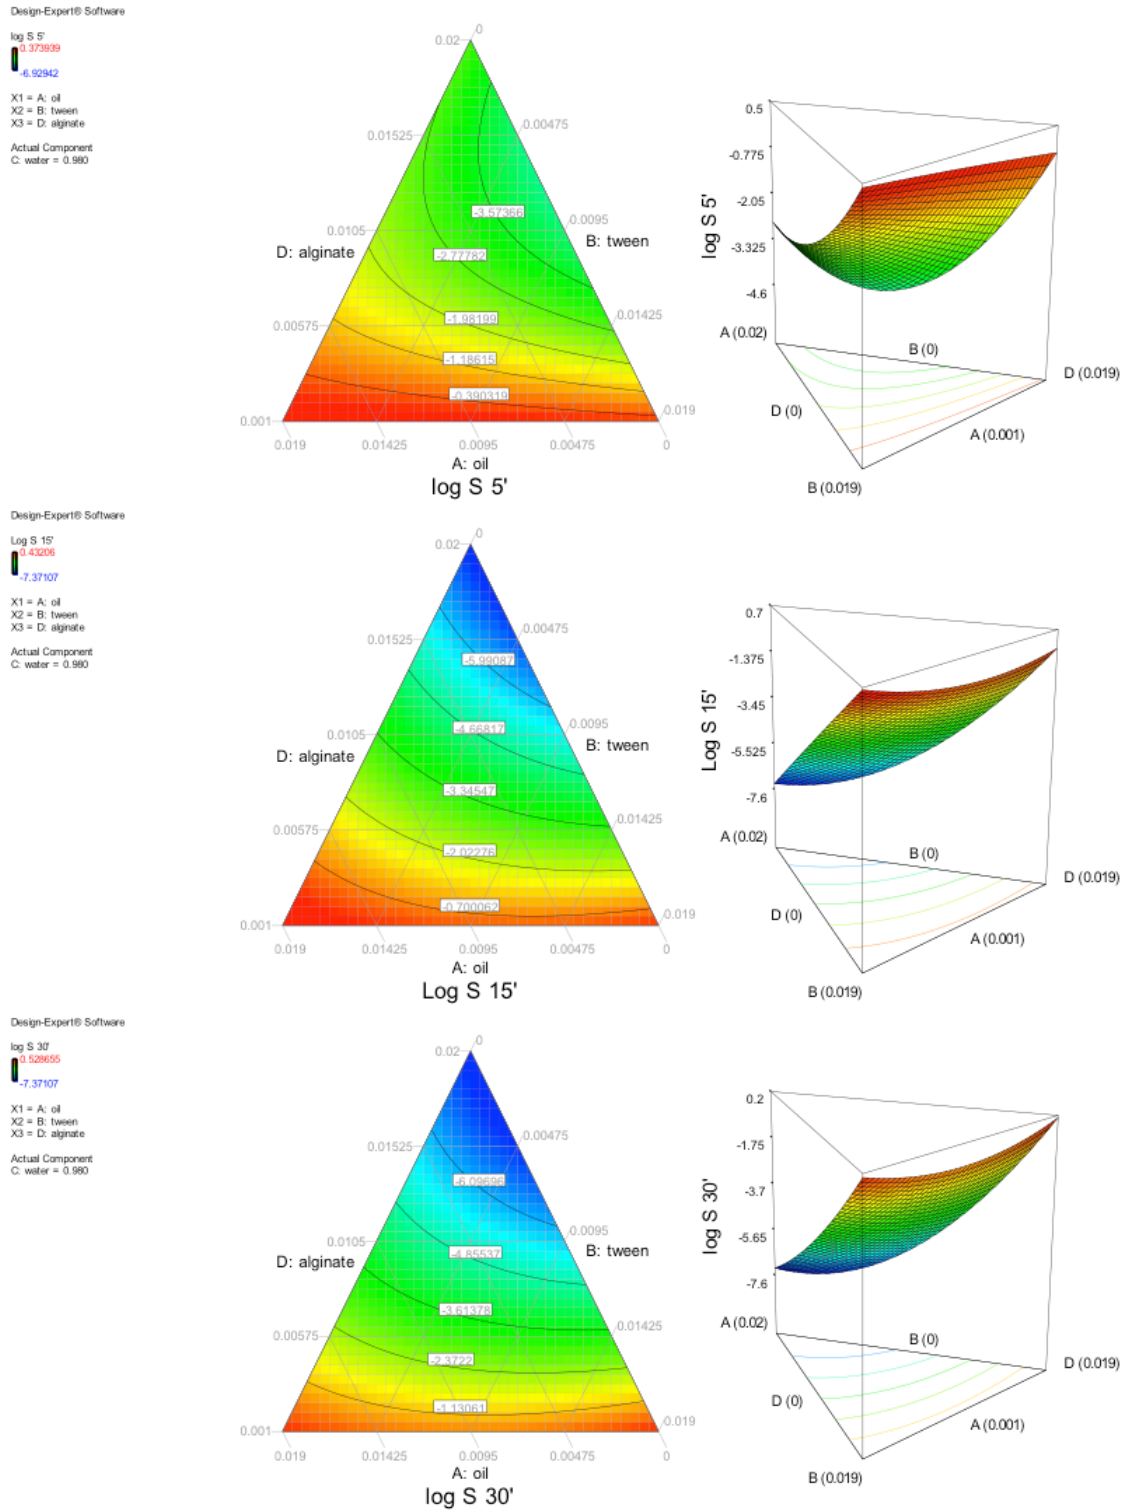 Design-Expert® Software
log S 5'
0.373939
-6.92942
X1 = A: oil
X2 = B: tween
X3 = D: alginate
Actual Component
C: water = 0.980
0
0.02
0.00475
0.01525
-3.57366
0.0095
0.0105
B: tween
D: alginate
-2.77782
0.01425
-1.98199
0.00575
-1.18615
-0.390319
0.019
0.001
0.019
0.01425
0.0095
0.00475
0
A: oil
log S 5'
0.5
-0.775
-2.05
-3.325
-4.6
log S 5'
A (0.02)
B (0)
D (0.019)
D (0)
A (0.001)
B (0.019)
Design-Expert® Software
Log S 15'
0.43206
-7.37107
X1 = A: oil
X2 = B: tween
X3 = D: alginate
Actual Component
C: water = 0.980
0
0.02
0.00475
0.01525
-5.99087
0.0095
-4.66817
0.0105
B: tween
D: alginate
-3.34547
0.01425
0.00575
-2.02276
-0.700062
0.019
0.001
0.019
0.01425
0.0095
0.00475
0
A: oil
Log S 15'
0.7
-1.375
-3.45
-5.525
-7.6
Log S 15'
A (0.02)
B (0)
D (0.019)
D (0)
A (0.001)
B (0.019)
Design-Expert® Software
log S 30'
0.528655
-7.37107
X1 = A: oil
X2 = B: tween
X3 = D: alginate
Actual Component
C: water = 0.980
0
0.02
0.00475
0.01525
-6.09696
0.0095
0.0105
-4.85537
B: tween
D: alginate
-3.61378
0.01425
0.00575
-2.3722
-1.13061
0.019
0.001
0.019
0.01425
0.0095
0.00475
0
A: oil
log S 30'
0.2
-1.75
-3.7
-5.65
-7.6
log S 30'
A (0.02)
B (0)
D (0.019)
D (0)
A (0.001)
B (0.019)